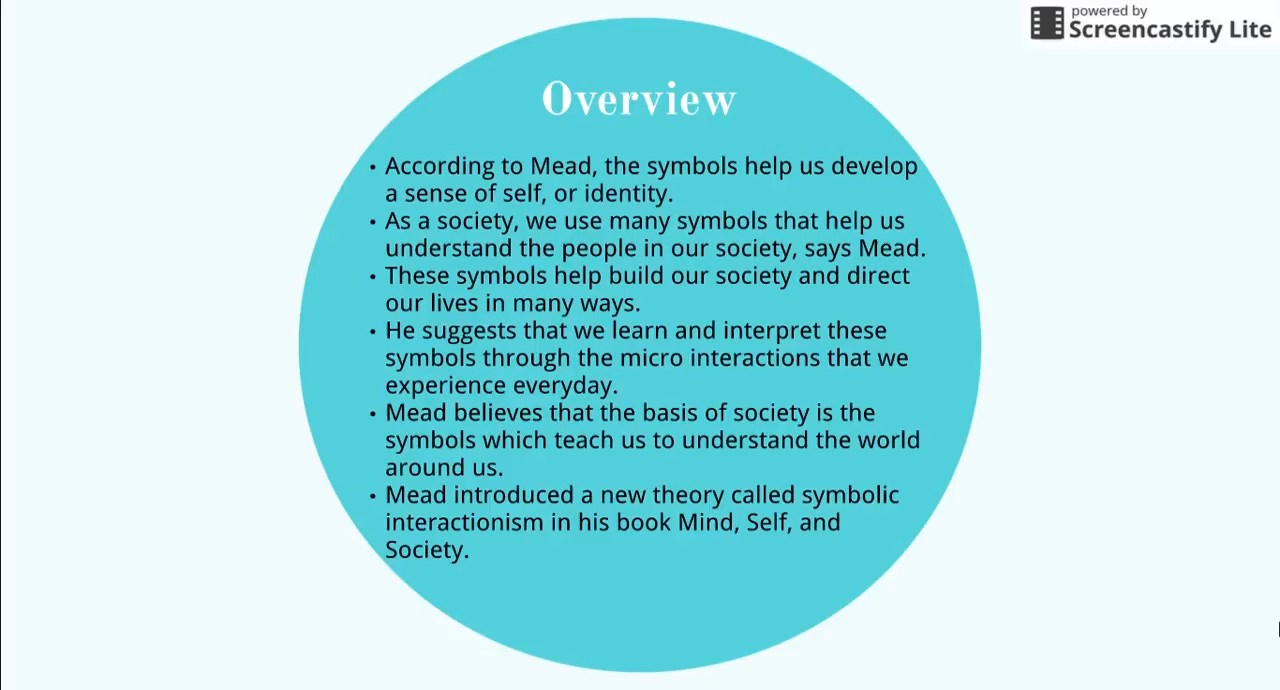 powered by
Screencastify Lite
Overview
• According to Mead, the symbols help us develop
a sense of self, or identity.
• As a society, we use many symbols that help us
understand the people in our society, says Mead.
• These symbols help build our society and direct
our lives in many ways.
• He suggests that we learn and interpret these
symbols through the micro interactions that we
experience everyday.
• Mead believes that the basis of society is the
symbols which teach us to understand the world
around us.
• Mead introduced a new theory called symbolic
interactionism in his book Mind, Self, and
Society.